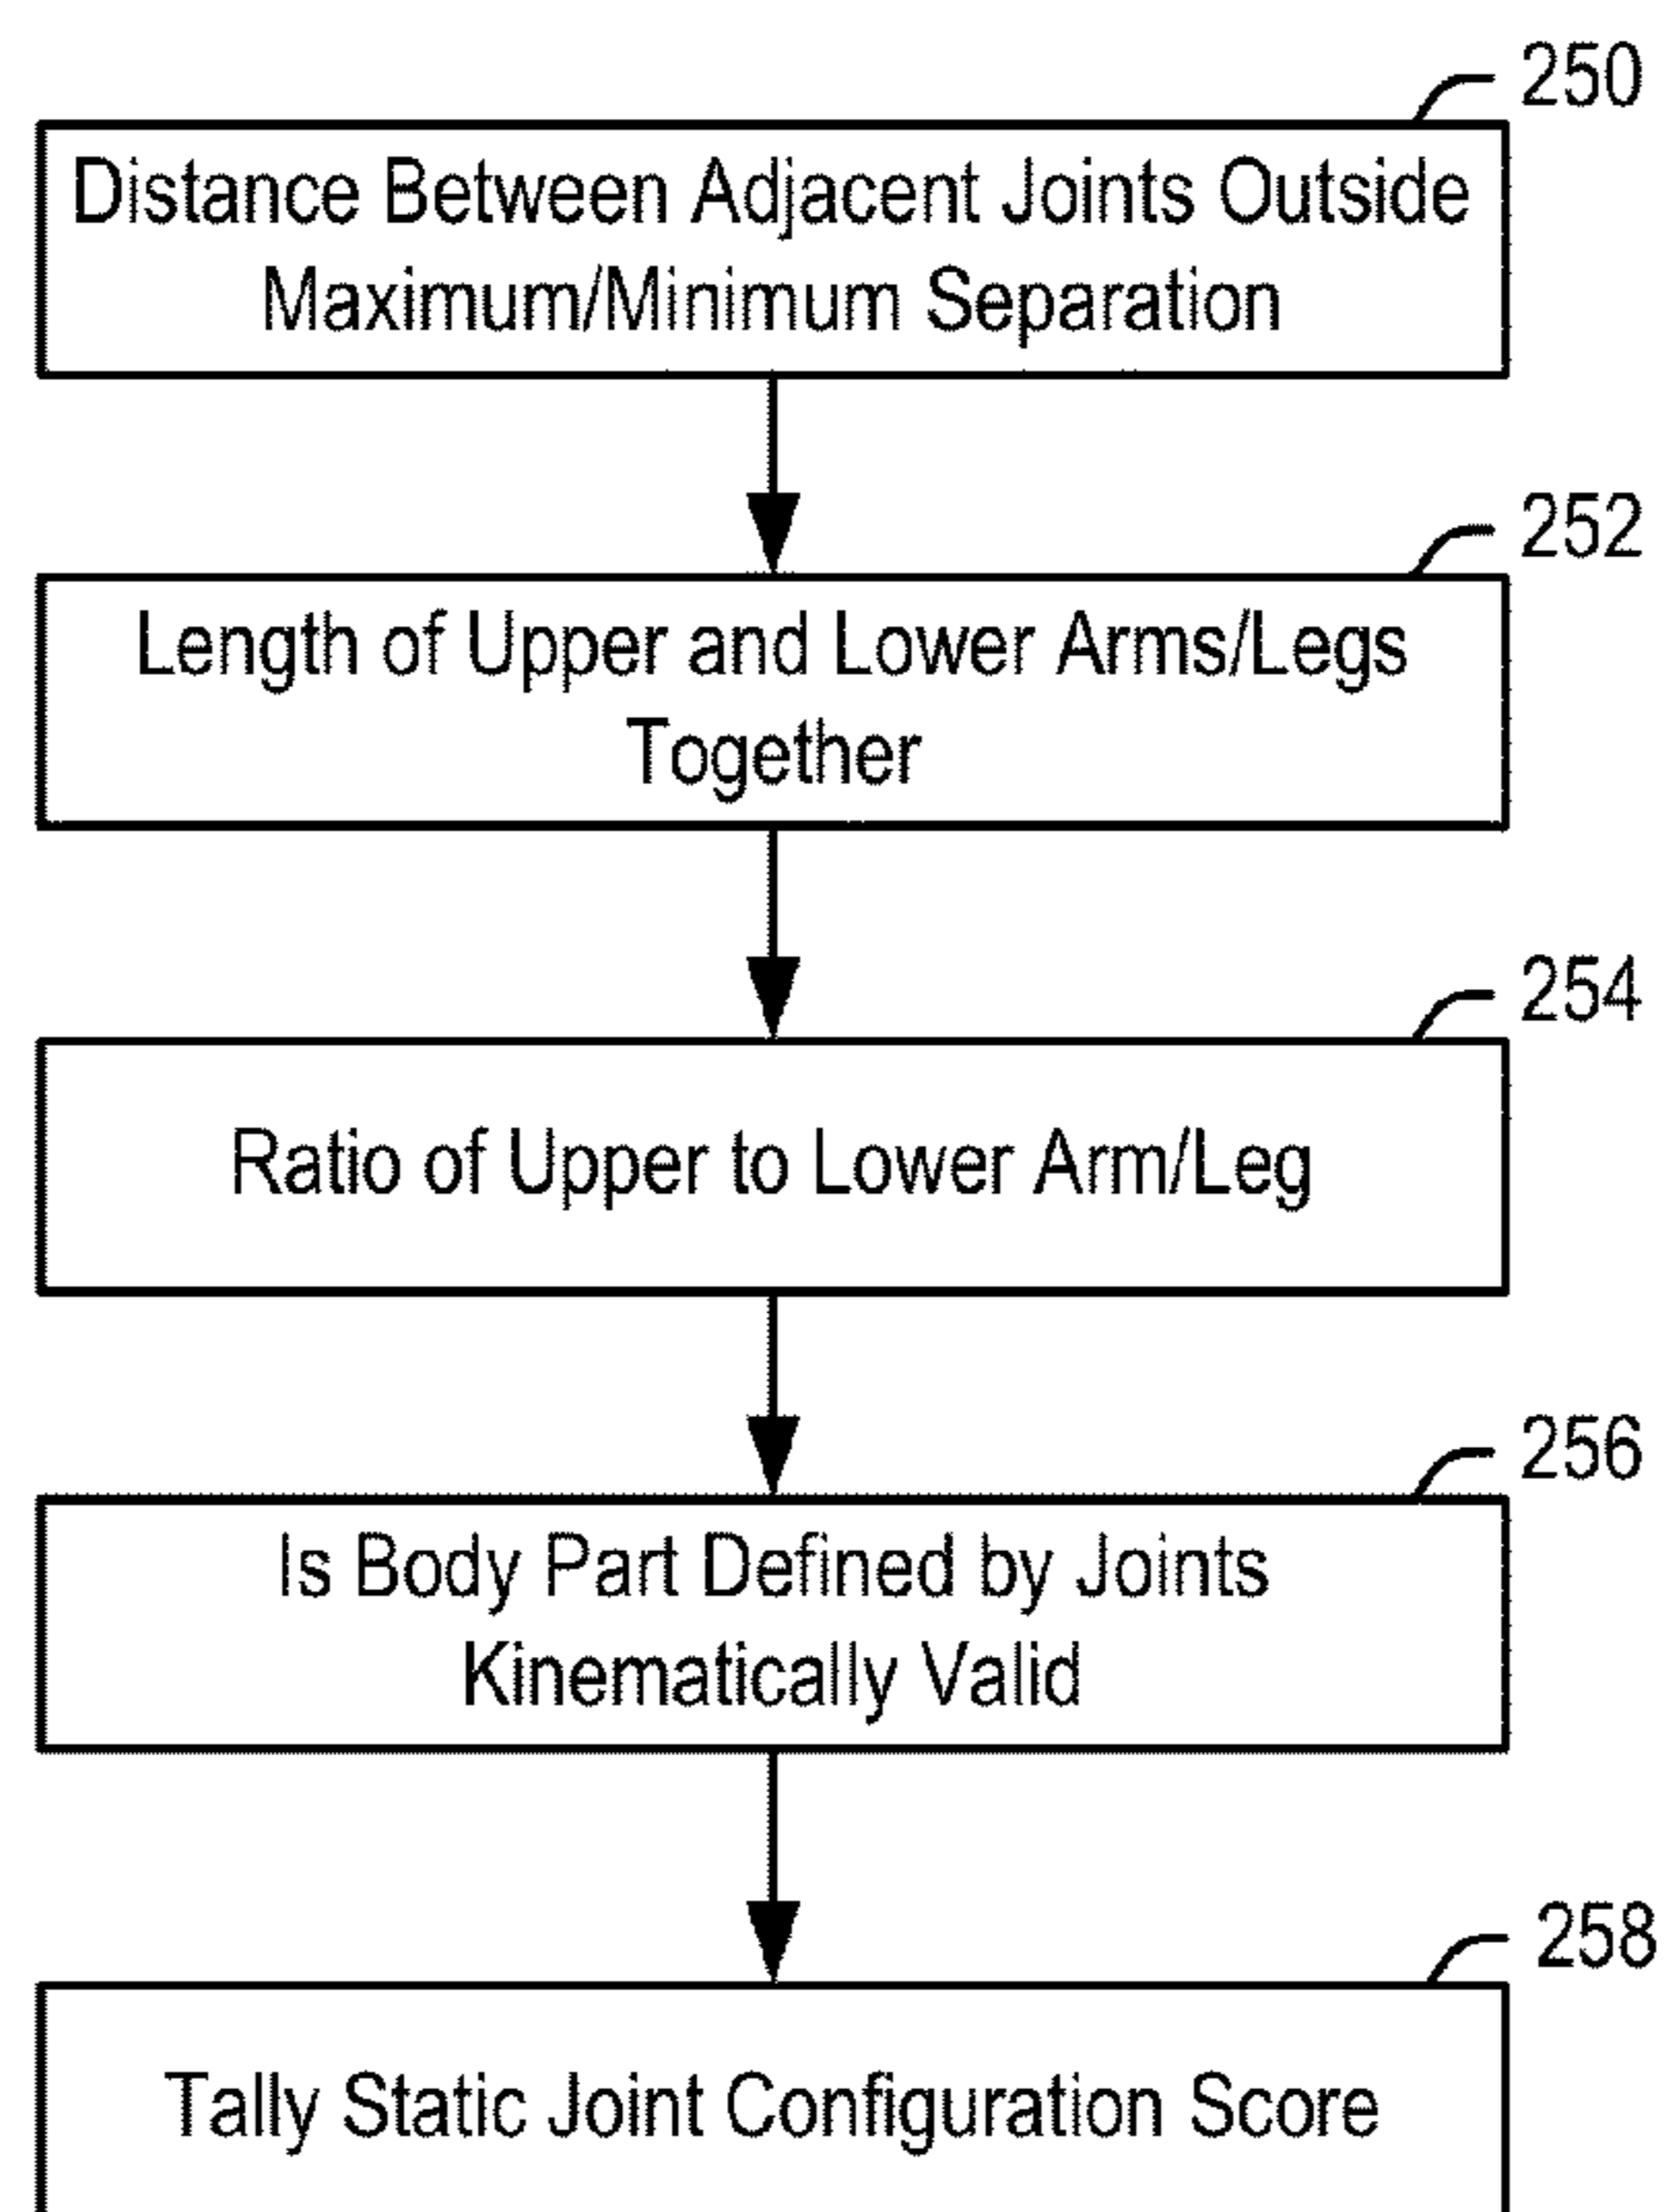 250
Distance Between Adjacent Joints Outside
Maximum/Minimum Separation
252
Length of Upper and Lower Arms/Legs
Together
254
Ratio of Upper to Lower Arm/Leg
256
Is Body Part Defined by Joints
Kinematically Valid
258
Tally Static Joint Configuration Score